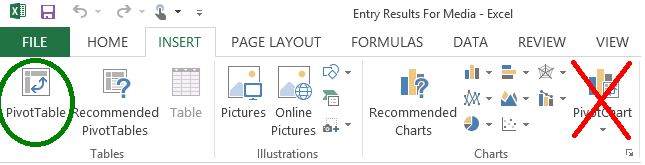 Entry Results For Media - Excel
FILE HOME INSERT PAGE LAYOUT FORMULAS DATA REVIEW VIEW
PivotTable
Recommended
PivotTables
Table
Pictures
Online
Pictures
Recommended
Charts
PivotChart
Tables Illustrations Charts